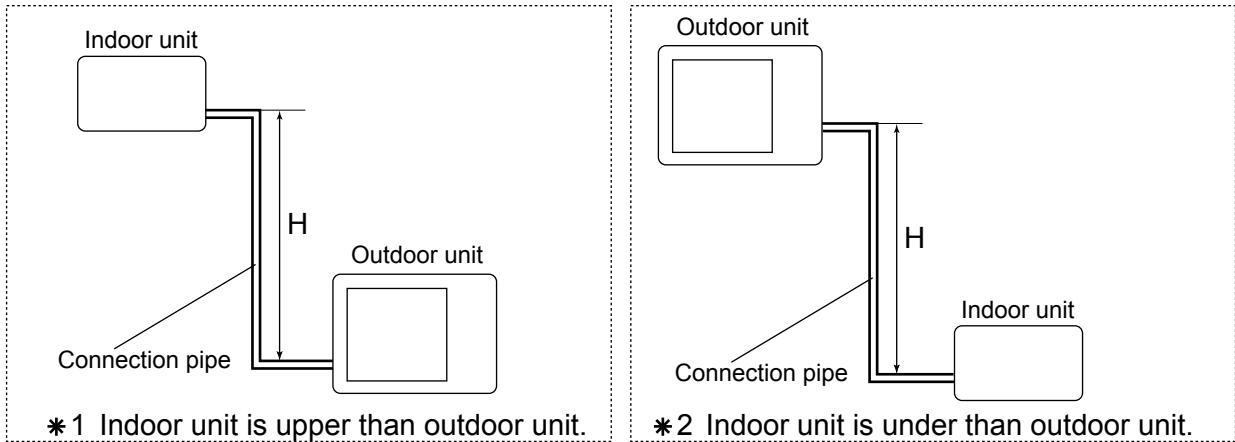 Indoor unit
H
Outdoor unit
Connection pipe
*1 Indoor unit is upper than outdoor unit.
Outdoor unit
H
Indoor unit
Connection pipe
*2 Indoor unit is under than outdoor unit.